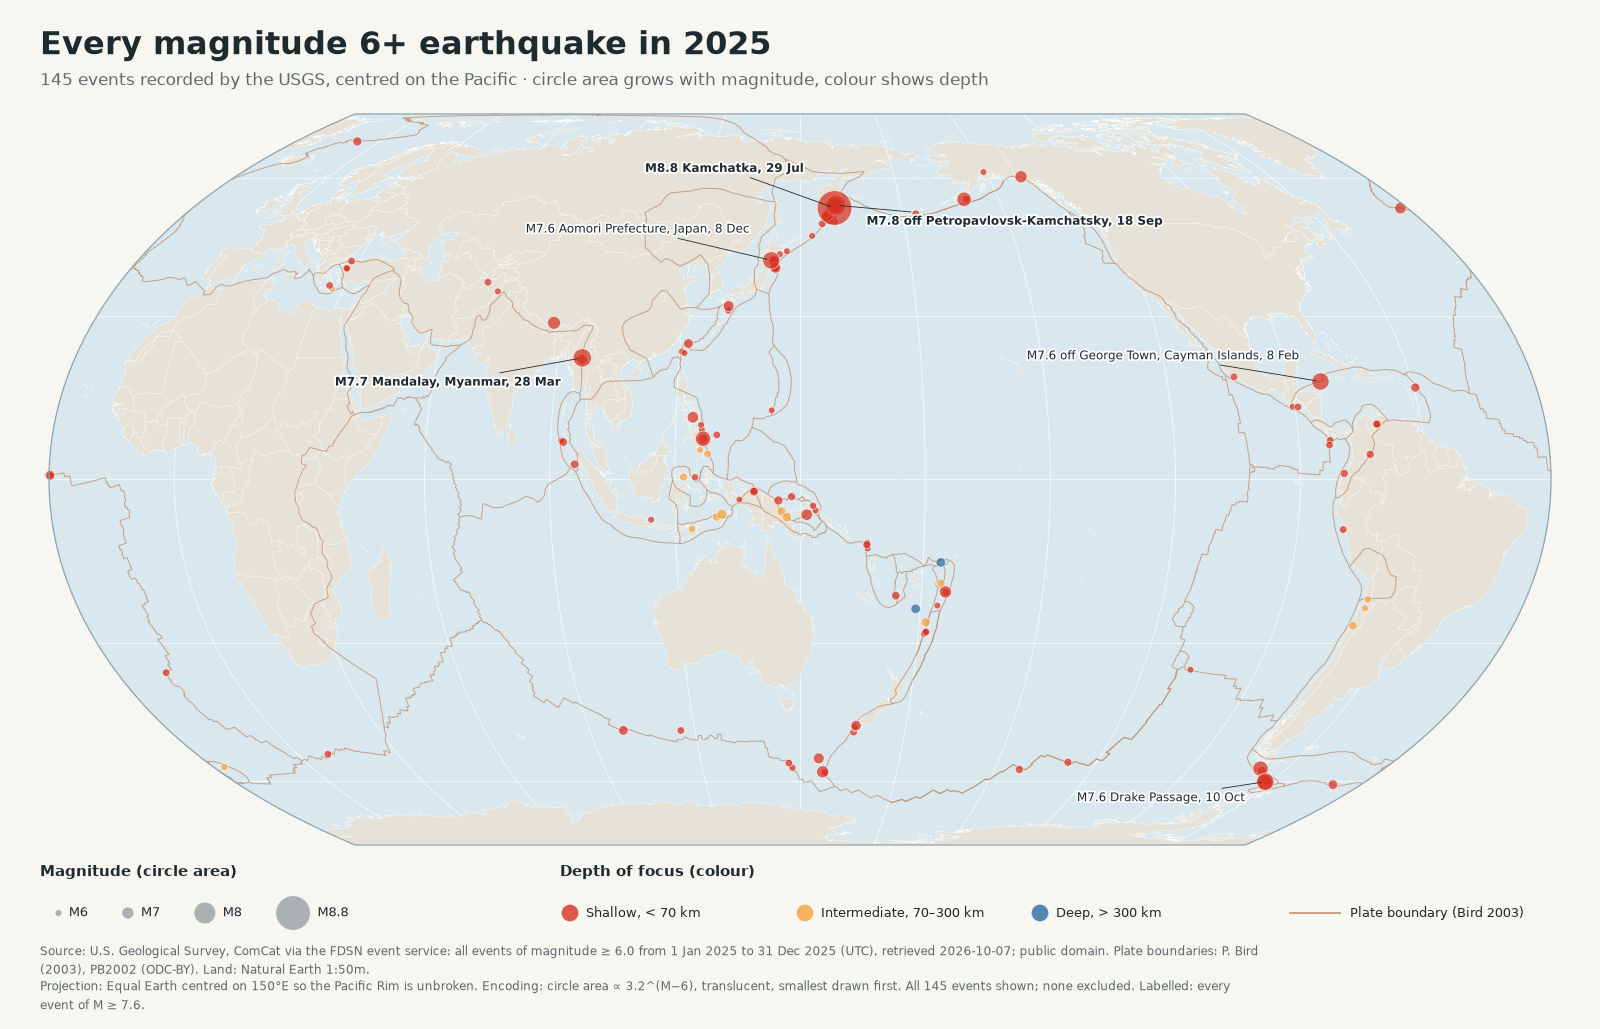 Every magnitude 6+ earthquake in 2025
145 events recorded by the USGS, centred on the Pacific · circle area grows with magnitude, colour shows depth
M8.8 Kamchatka, 29 Jul
M7.8 off Petropavlovsk-Kamchatsky, 18 Sep
M7.6 Aomori Prefecture, Japan, 8 Dec
M7.6 off George Town, Cayman Islands, 8 Feb
M7.7 Mandalay, Myanmar, 28 Mar
M7.6 Drake Passage, 10 Oct
Magnitude (circle area)
M6 M7 M8 M8.8
Depth of focus (colour)
Shallow, < 70 km Intermediate, 70–300 km Deep, > 300 km Plate boundary (Bird 2003)
Source: U.S. Geological Survey, ComCat via the FDSN event service: all events of magnitude ≥ 6.0 from 1 Jan 2025 to 31 Dec 2025 (UTC), retrieved 2026-10-07; public domain. Plate boundaries: P. Bird
(2003), PB2002 (ODC-BY). Land: Natural Earth 1:50m.
Projection: Equal Earth centred on 150°E so the Pacific Rim is unbroken. Encoding: circle area ∝ 3.2^(M−6), translucent, smallest drawn first. All 145 events shown; none excluded. Labelled: every
event of M ≥ 7.6.